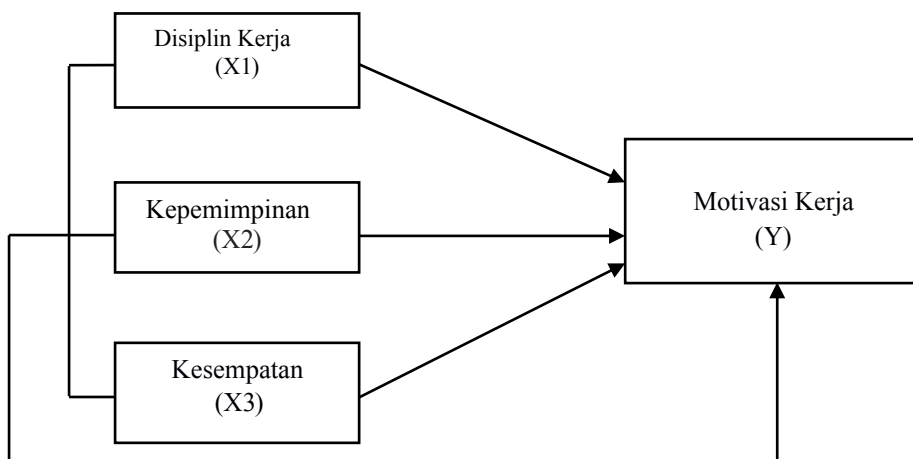 Disiplin Kerja
(X1)
Kepemimpinan
(X2)
Kesempatan
(X3)
Motivasi Kerja
(Y)